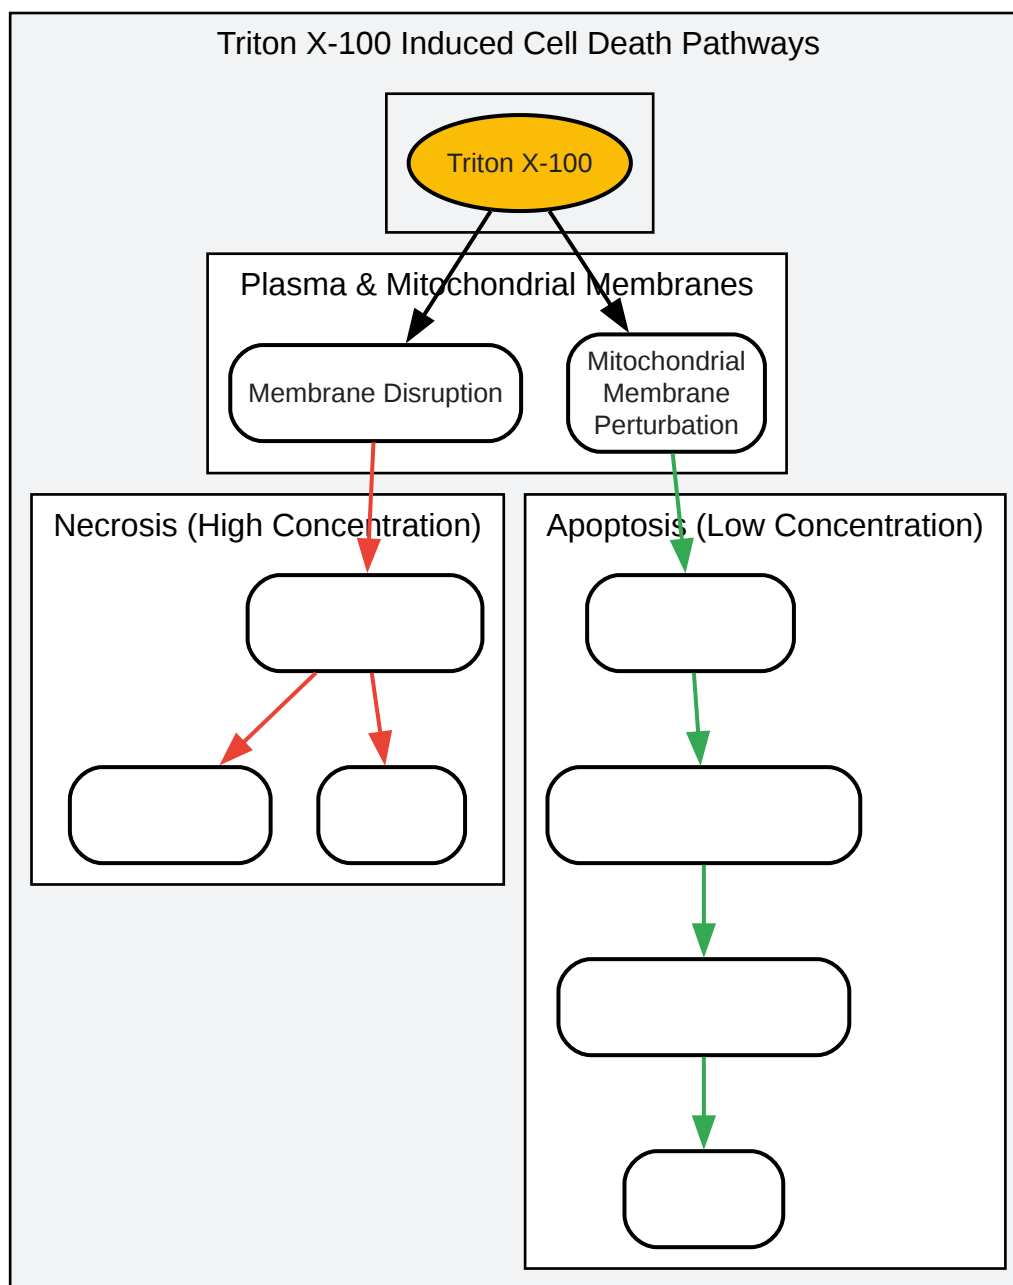 Triton X-100 Induced Cell Death Pathways
Triton X-100
Plasma & Mitochondrial Membranes
Membrane Disruption
Mitochondrial
Membrane
Perturbation
Necrosis (High Concentration)
Apoptosis (Low Concentration)